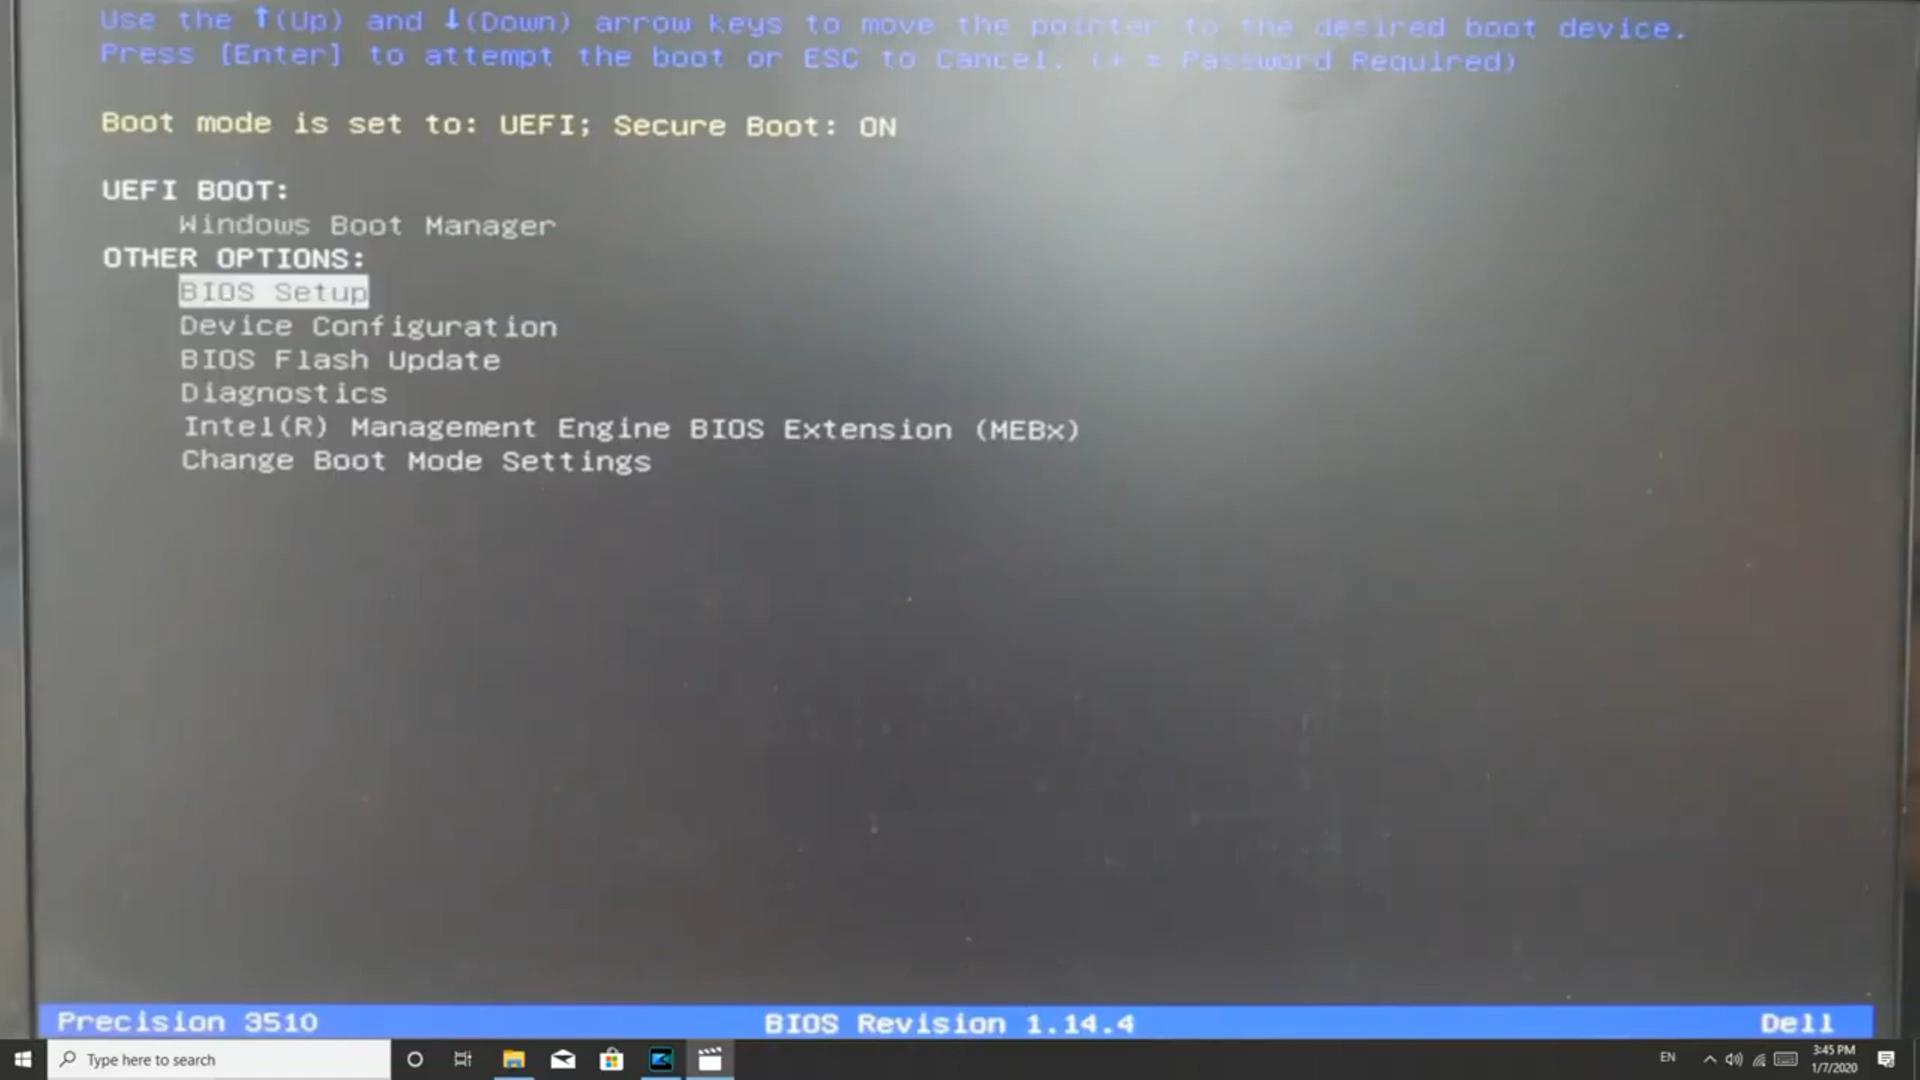 Use the ↑(Up) and ↓(Down) arrow keys to move the pointer to the desired boot device.
Press [Enter] to attempt the boot or ESC to Cancel. (* = Password Required)
Boot mode is set to: UEFI; Secure Boot: ON
UEFI BOOT:
Windows Boot Manager
OTHER OPTIONS:
BIOS Setup
Device Configuration
BIOS Flash Update
Diagnostics
Intel(R) Management Engine BIOS Extension (MEBx)
Change Boot Mode Settings
Precision 3510 BIOS Revision 1.14.4 Dell
Type here to search EN 3:45 PM
1/7/2020